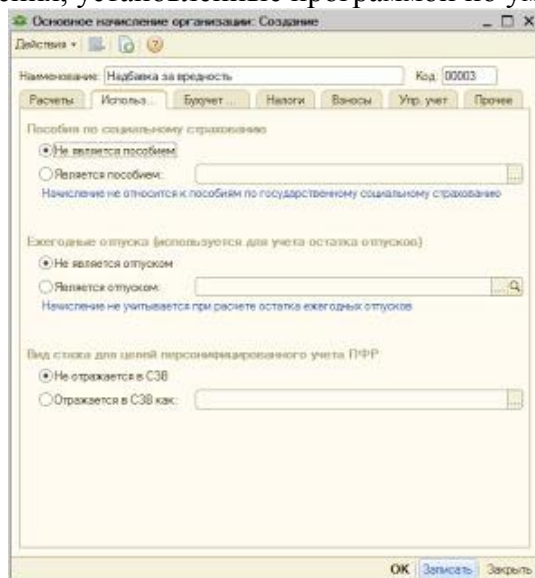 установленные программой по ум
Основное начисление организации: Создание
Действия
Наименование: Надбавка за вредность Код: 00003
Расчеты Использ... Бухучет ... Налоги Взносы Упр. учет Прочее
Пособия по социальному страхованию
Не является пособием
Является пособием:
Начисление не относится к пособиям по государственному социальному страхованию
Ежегодные отпуска (используется для учета остатка отпусков)
Не является отпуском
Является отпуском:
Начисление не учитывается при расчете остатка ежегодных отпусков
Вид стажа для целей персонифицированного учета ПФР
Не отражается в СЗВ
Отражается в СЗВ как:
OK Записать Закрыть